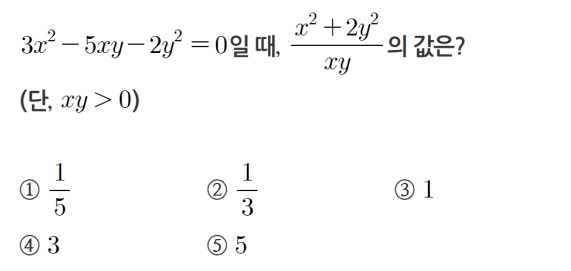 3x² − 5xy − 2y² = 0일 때, (x² + 2y²)/(xy) 의 값은?
(단, xy > 0)
① 1/5 ② 1/3 ③ 1
④ 3 ⑤ 5